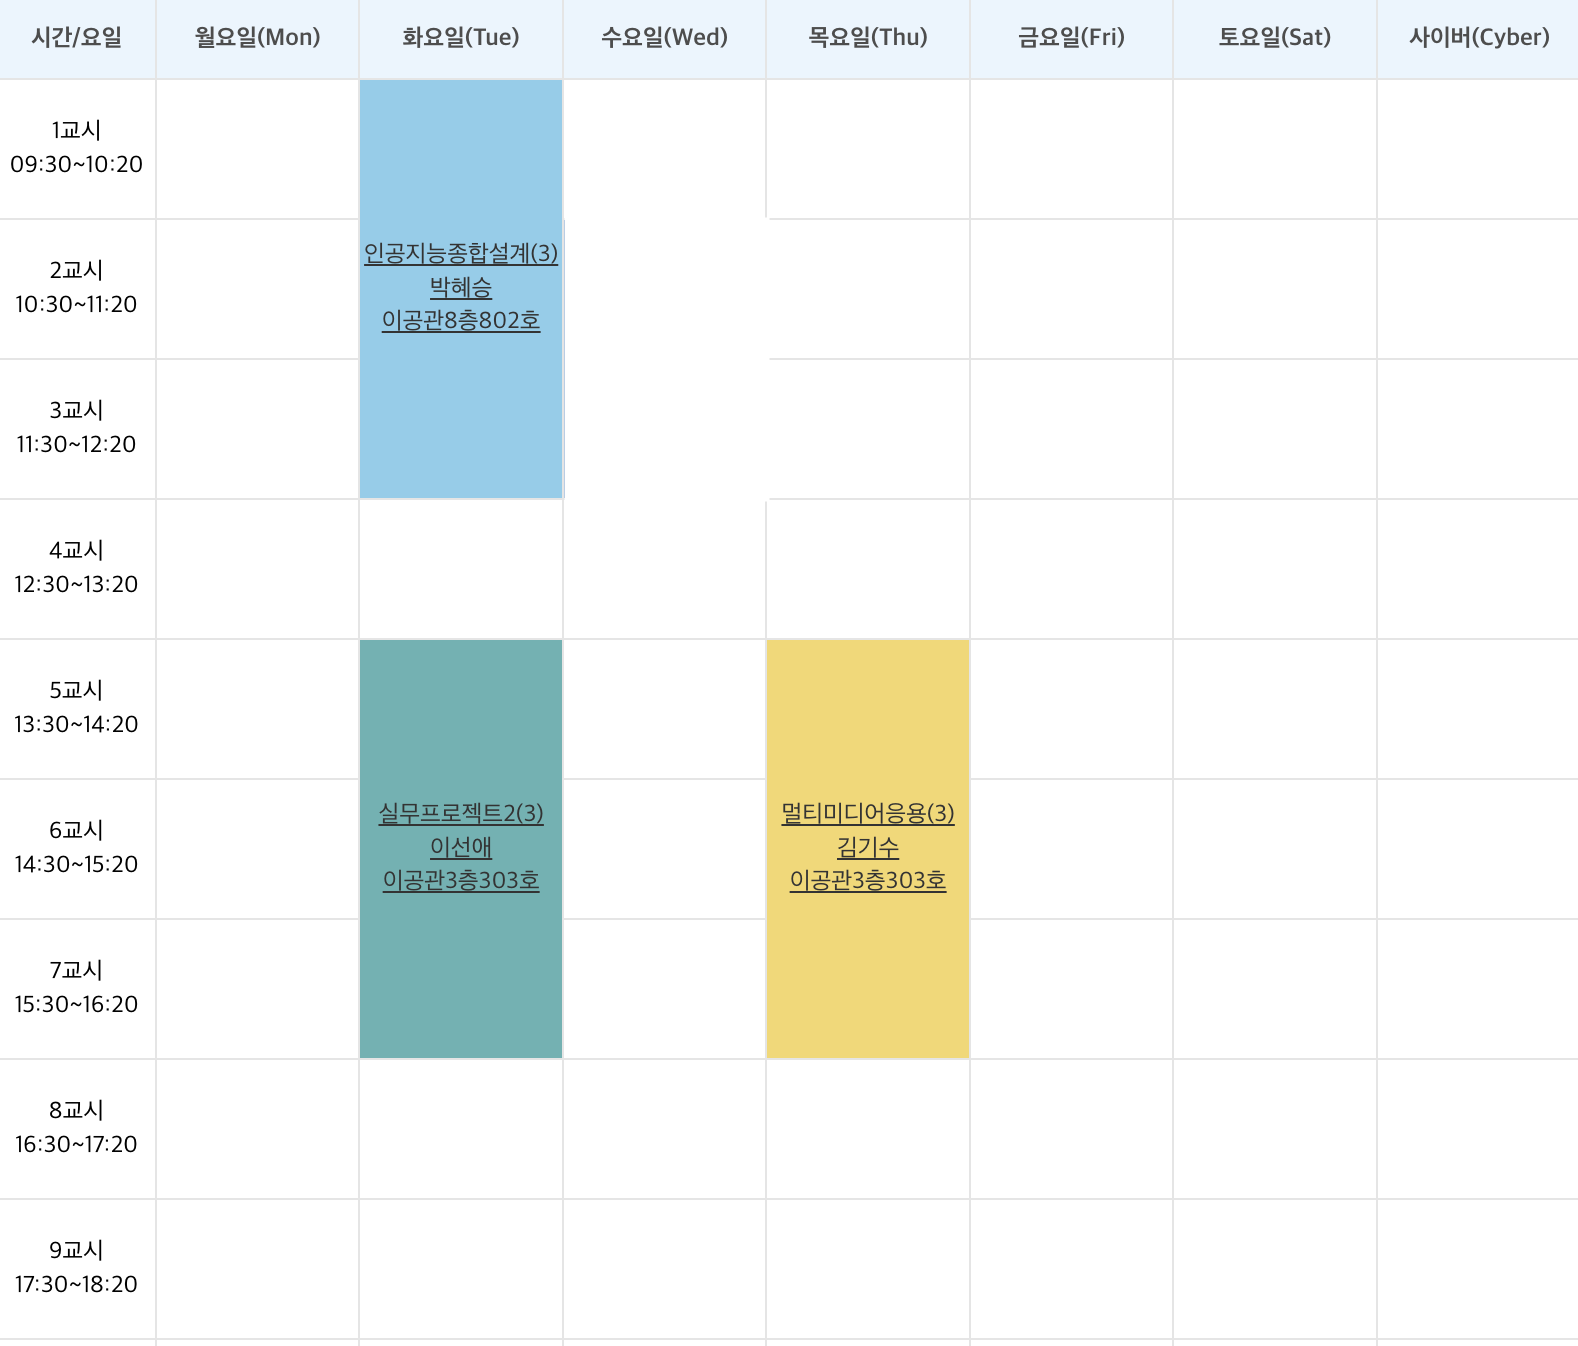 시간/요일 월요일(Mon) 화요일(Tue) 수요일(Wed) 목요일(Thu) 금요일(Fri) 토요일(Sat) 사이버(Cyber)
1교시
09:30~10:20
2교시
10:30~11:20
인공지능종합설계(3)
박혜승
이공관8층802호
3교시
11:30~12:20
4교시
12:30~13:20
5교시
13:30~14:20
6교시
14:30~15:20
실무프로젝트2(3)
이선애
이공관3층303호
멀티미디어응용(3)
김기수
이공관3층303호
7교시
15:30~16:20
8교시
16:30~17:20
9교시
17:30~18:20